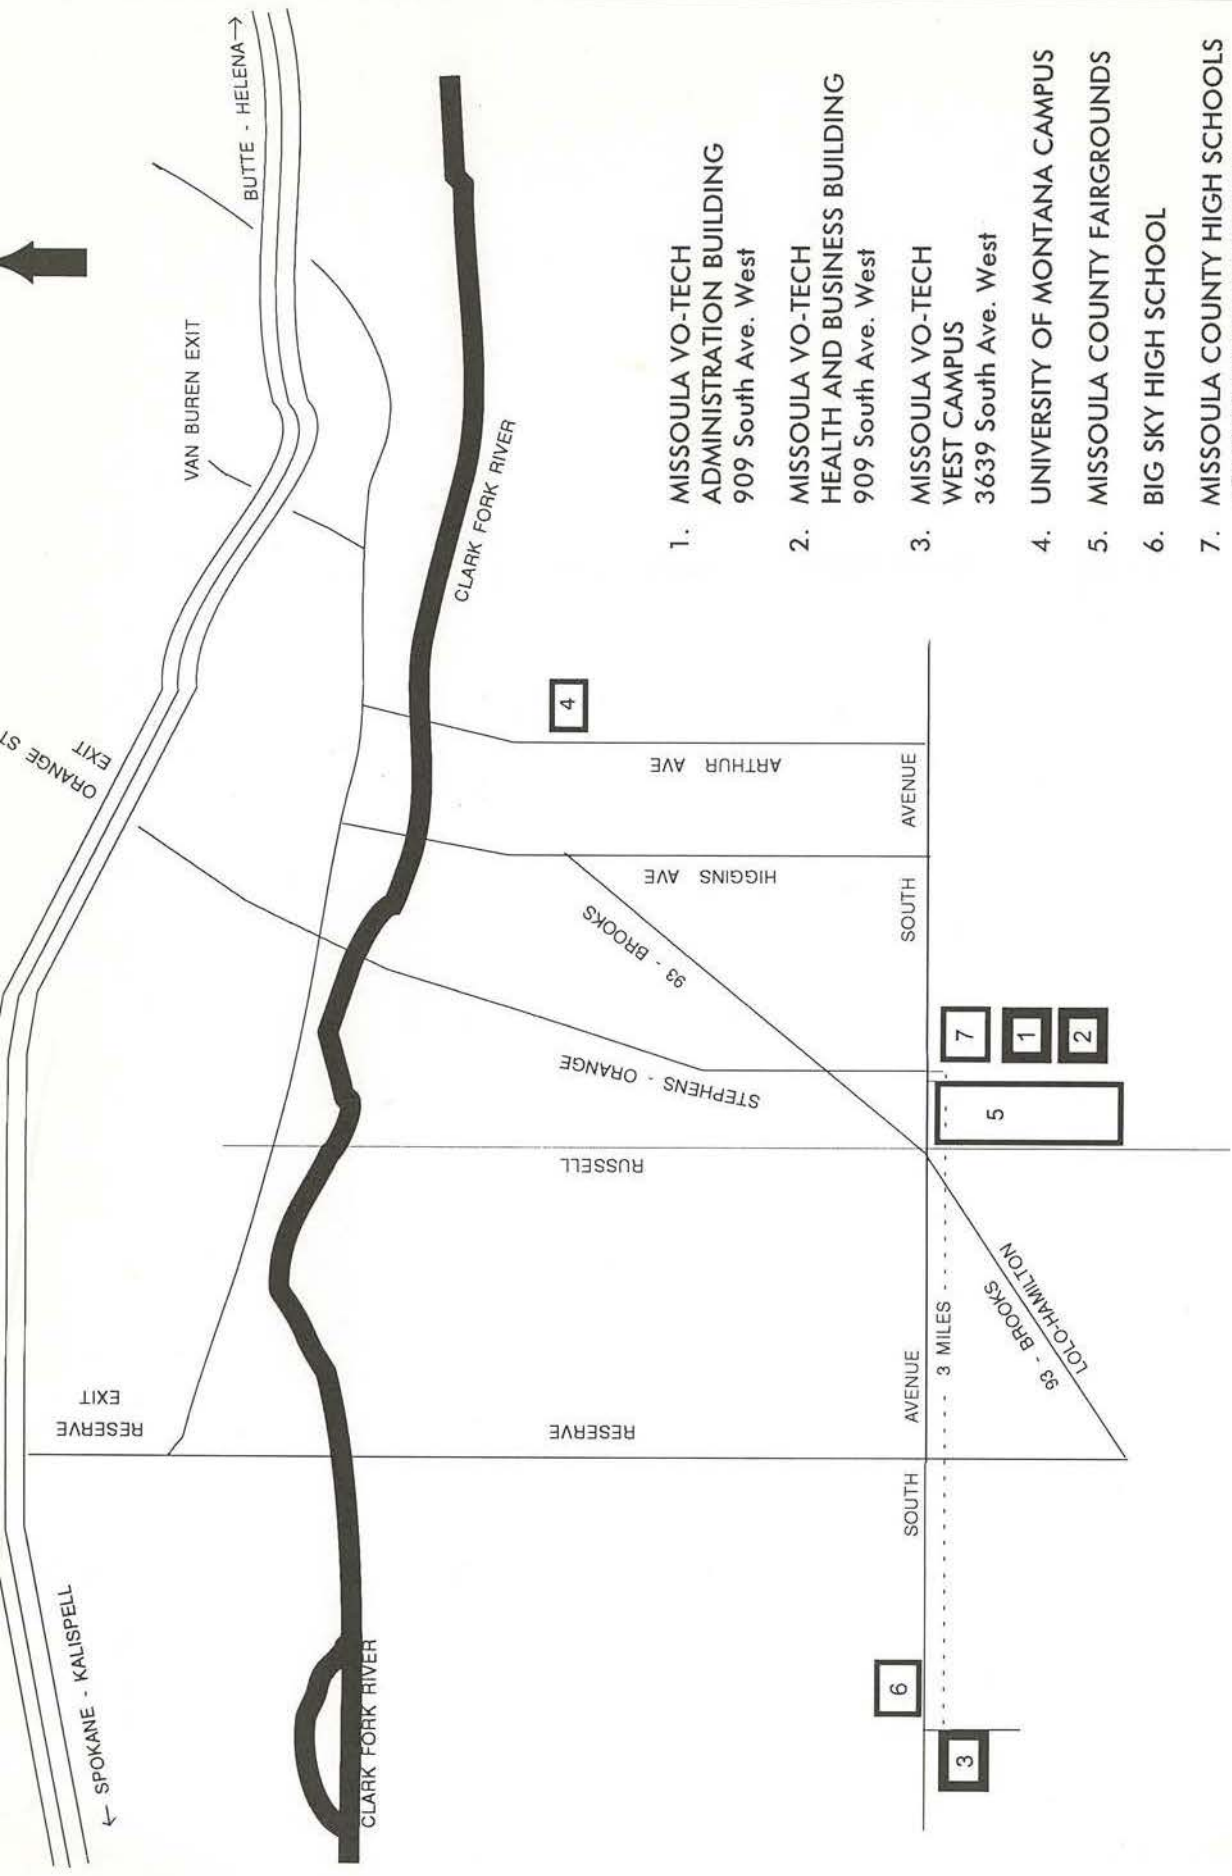 BUTTE - HELENA→
VAN BUREN EXIT
ORANGE ST
EXIT
← SPOKANE - KALISPELL
RESERVE
EXIT
CLARK FORK RIVER
CLARK FORK RIVER
ARTHUR AVE
HIGGINS AVE
93 - BROOKS
STEPHENS - ORANGE
RUSSELL
RESERVE
SOUTH AVENUE
SOUTH AVENUE
3 MILES
93 - BROOKS
LOLO-HAMILTON
4
6
3
7
1
2
5
1. MISSOULA VO-TECH
ADMINISTRATION BUILDING
909 South Ave. West
2. MISSOULA VO-TECH
HEALTH AND BUSINESS BUILDING
909 South Ave. West
3. MISSOULA VO-TECH
WEST CAMPUS
3639 South Ave. West
4. UNIVERSITY OF MONTANA CAMPUS
5. MISSOULA COUNTY FAIRGROUNDS
6. BIG SKY HIGH SCHOOL
7. MISSOULA COUNTY HIGH SCHOOLS